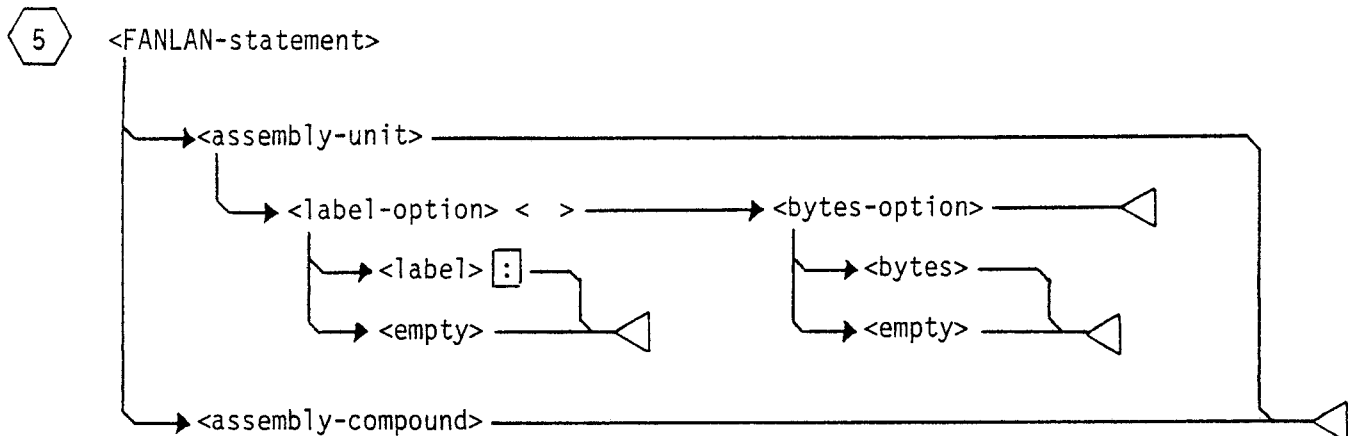 5 <FANLAN-statement>
<assembly-unit>
<label-option> < > <bytes-option>
<label> : <bytes>
<empty> <empty>
<assembly-compound>